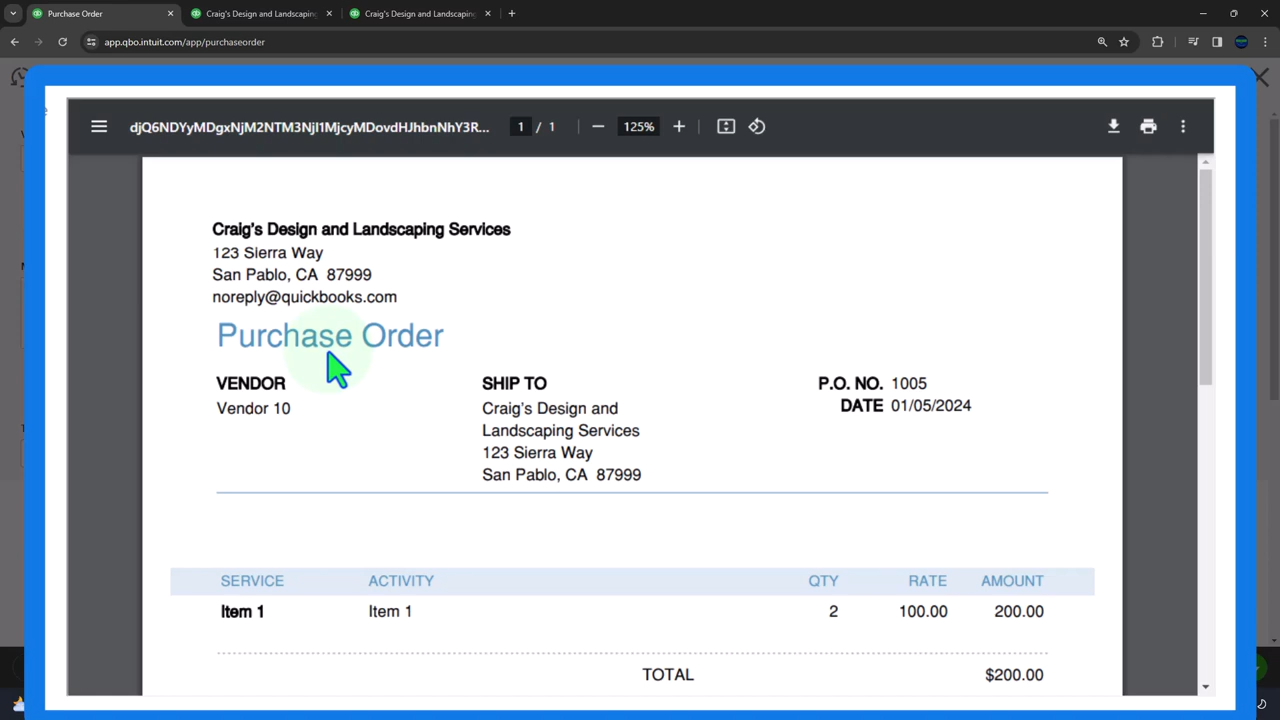 Purchase Order
Craig's Design and Landscaping
Craig's Design and Landscaping
app.qbo.intuit.com/app/purchaseorder
djQ6NDYyMDgxNjM2NTM3NjI1MjcyMDovdHJhbnNhY3R...
1 / 1
125%
Craig's Design and Landscaping Services
123 Sierra Way
San Pablo, CA 87999
noreply@quickbooks.com
Purchase Order
VENDOR
Vendor 10
SHIP TO
Craig's Design and
Landscaping Services
123 Sierra Way
San Pablo, CA 87999
P.O. NO. 1005
DATE 01/05/2024
SERVICE ACTIVITY QTY RATE AMOUNT
Item 1 Item 1 2 100.00 200.00
TOTAL $200.00